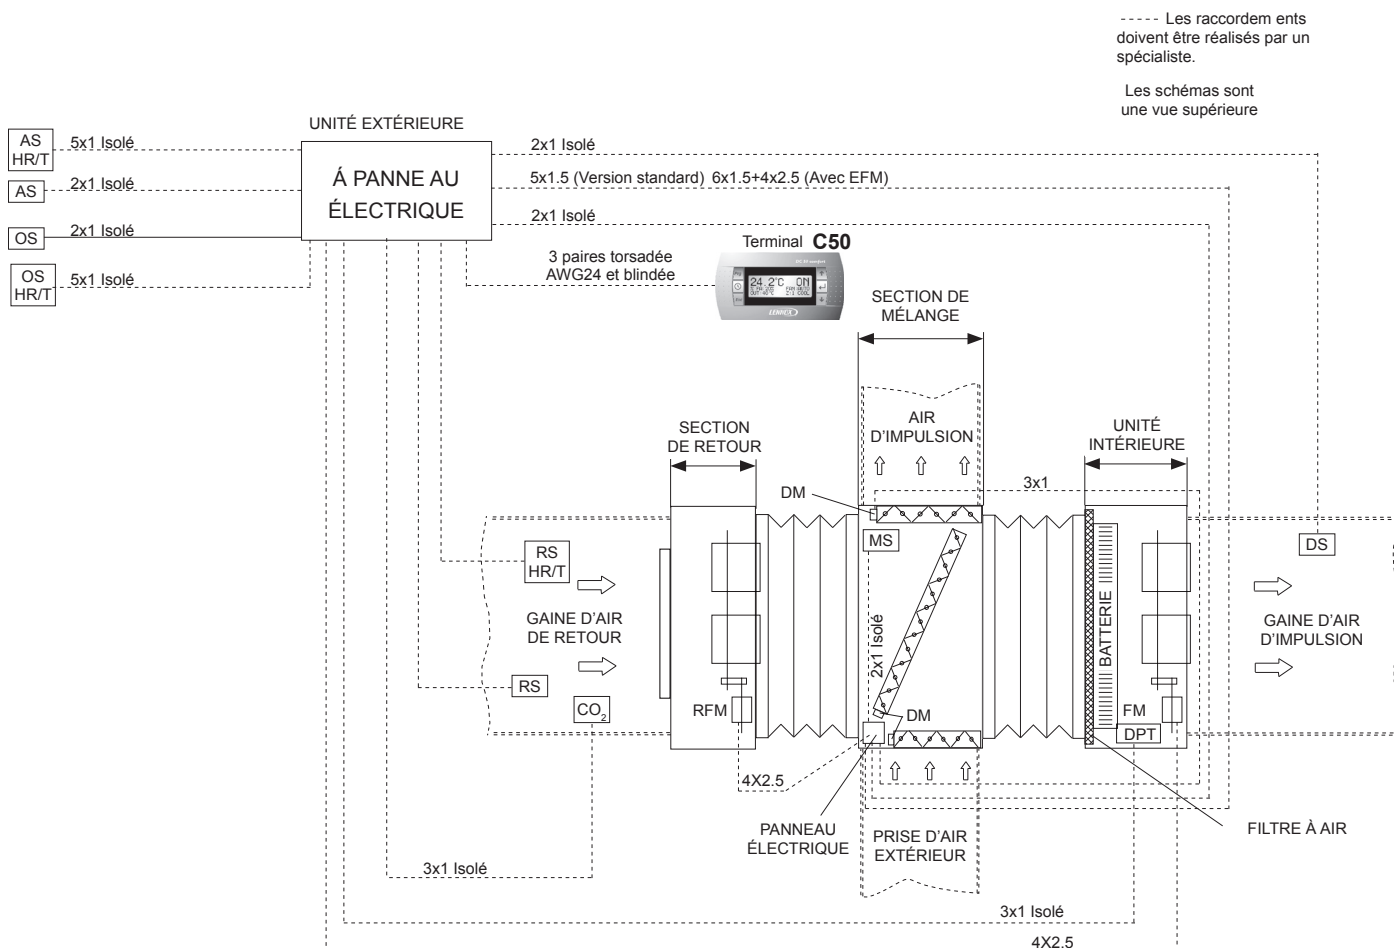 ----- Les raccordem ents
doivent être réalisés par un
spécialiste.
Les schémas sont
une vue supérieure
UNITÉ EXTÉRIEURE
Á PANNE AU
ÉLECTRIQUE
AS
HR/T
5x1 Isolé
AS
2x1 Isolé
OS
2x1 Isolé
OS
HR/T
5x1 Isolé
2x1 Isolé
5x1.5 (Version standard) 6x1.5+4x2.5 (Avec EFM)
2x1 Isolé
3 paires torsadée
AWG24 et blindée
Terminal C50
24.2°C ON
LENNOX
SECTION DE
MÉLANGE
SECTION
DE RETOUR
AIR
D'IMPULSION
UNITÉ
INTÉRIEURE
DM
3x1
MS
DS
RS
HR/T
GAINE D'AIR
DE RETOUR
2x1 Isolé
BATTERIE
GAINE D'AIR
D'IMPULSION
RS
CO2
RFM
DM
FM
DPT
4X2.5
PANNEAU
ÉLECTRIQUE
PRISE D'AIR
EXTÉRIEUR
FILTRE À AIR
3x1 Isolé
3x1 Isolé
4X2.5